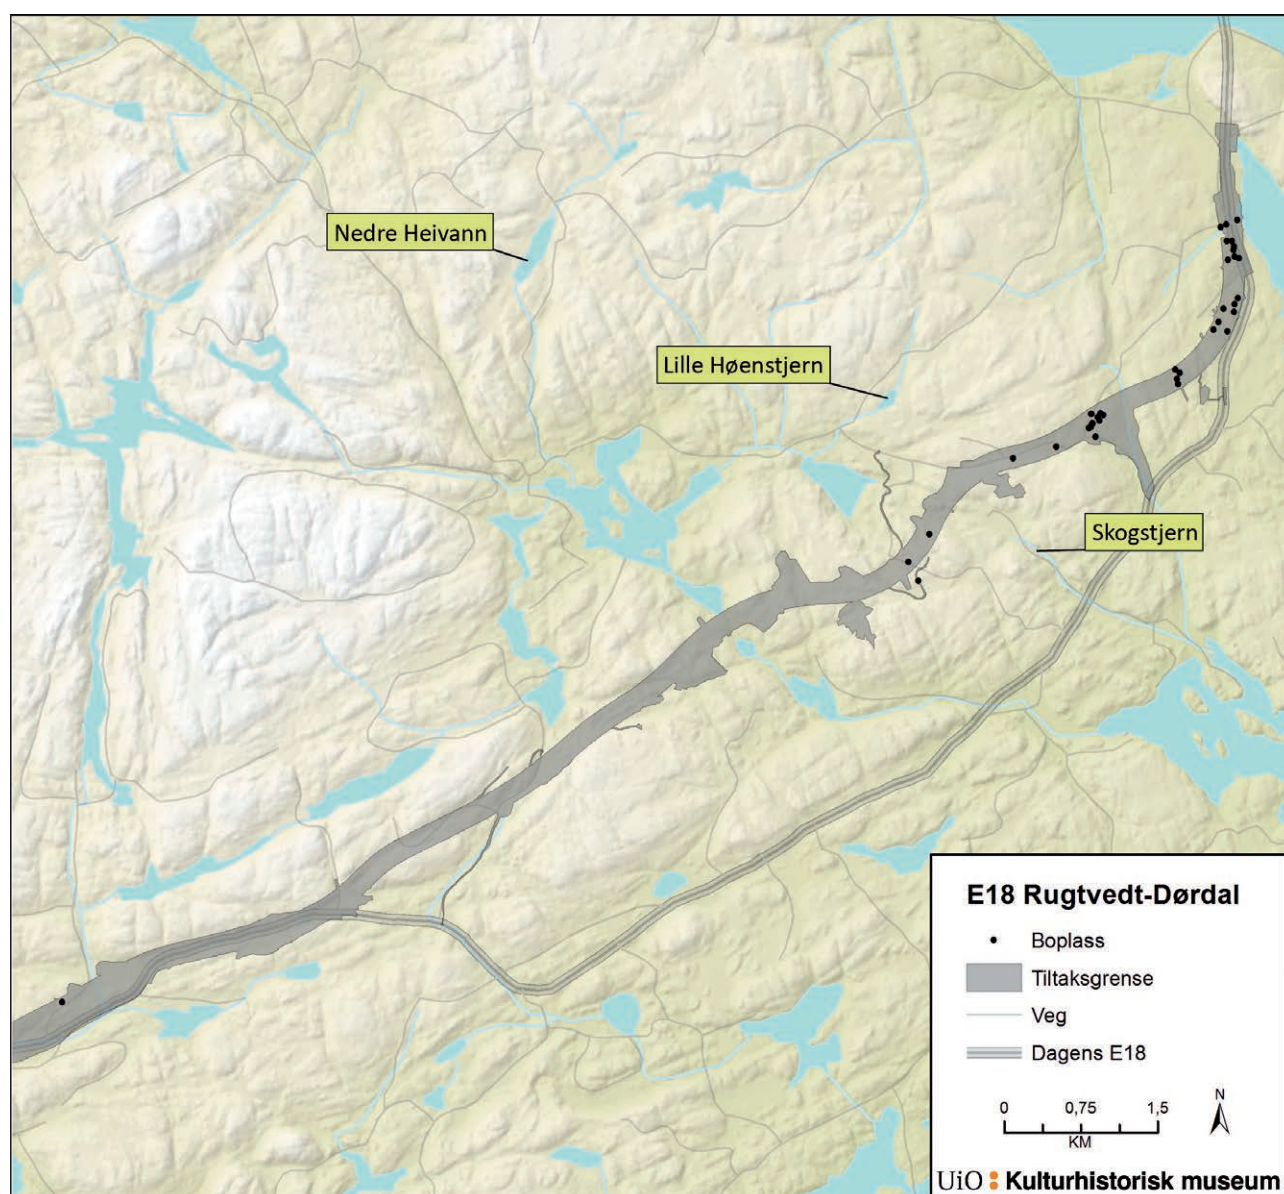 Nedre Heivann
Lille Høenstjern
Skogstjern
E18 Rugtvedt-Dørdal
Boplass
Tiltaksgrense
Veg
Dagens E18
0 0,75 1,5
KM
N
UiO Kulturhistorisk museum